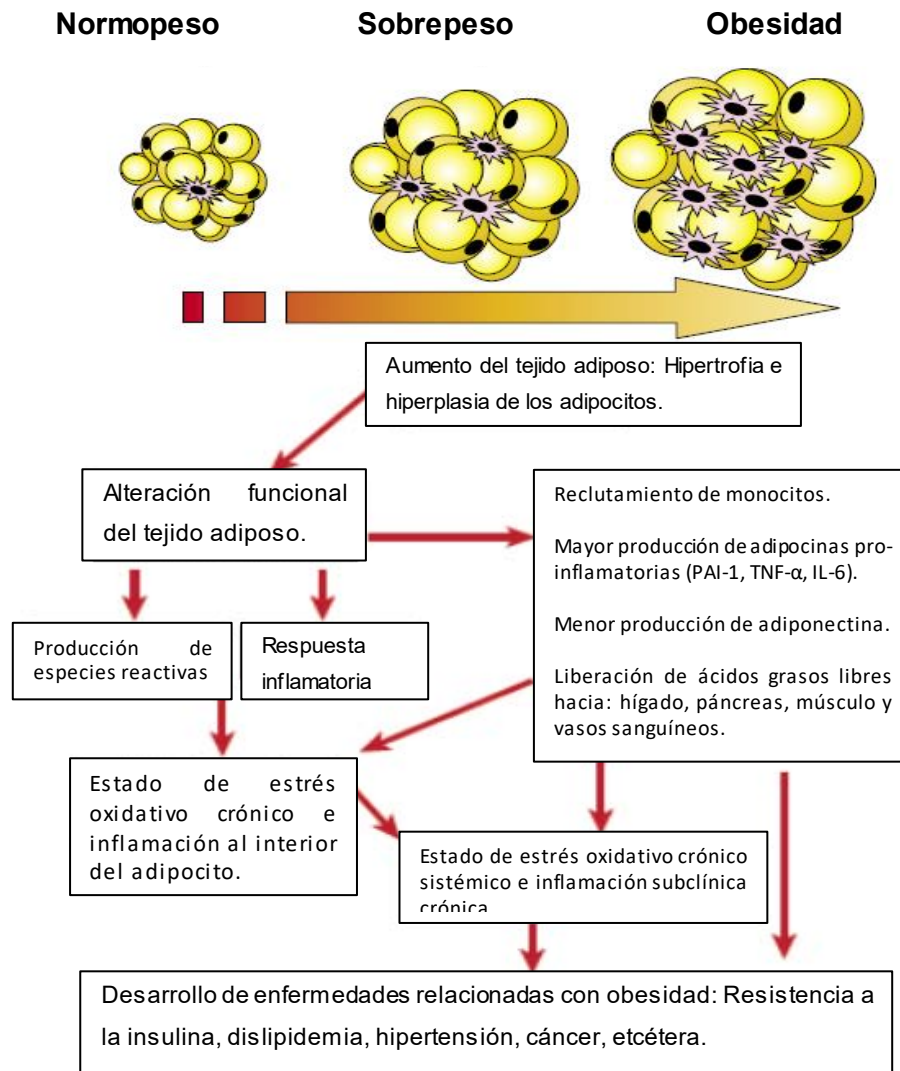 Normopeso Sobrepeso Obesidad
Aumento del tejido adiposo: Hipertrofia e
hiperplasia de los adipocitos.
Alteración funcional
del tejido adiposo.
Reclutamiento de monocitos.
Mayor producción de adipocinas pro-
inflamatorias (PAI-1, TNF-α, IL-6).
Menor producción de adiponectina.
Liberación de ácidos grasos libres
hacia: hígado, páncreas, músculo y
vasos sanguíneos.
Producción de
especies reactivas
Respuesta
inflamatoria
Estado de estrés
oxidativo crónico e
inflamación al interior
del adipocito.
Estado de estrés oxidativo crónico
sistémico e inflamación subclínica
crónica
Desarrollo de enfermedades relacionadas con obesidad: Resistencia a
la insulina, dislipidemia, hipertensión, cáncer, etcétera.